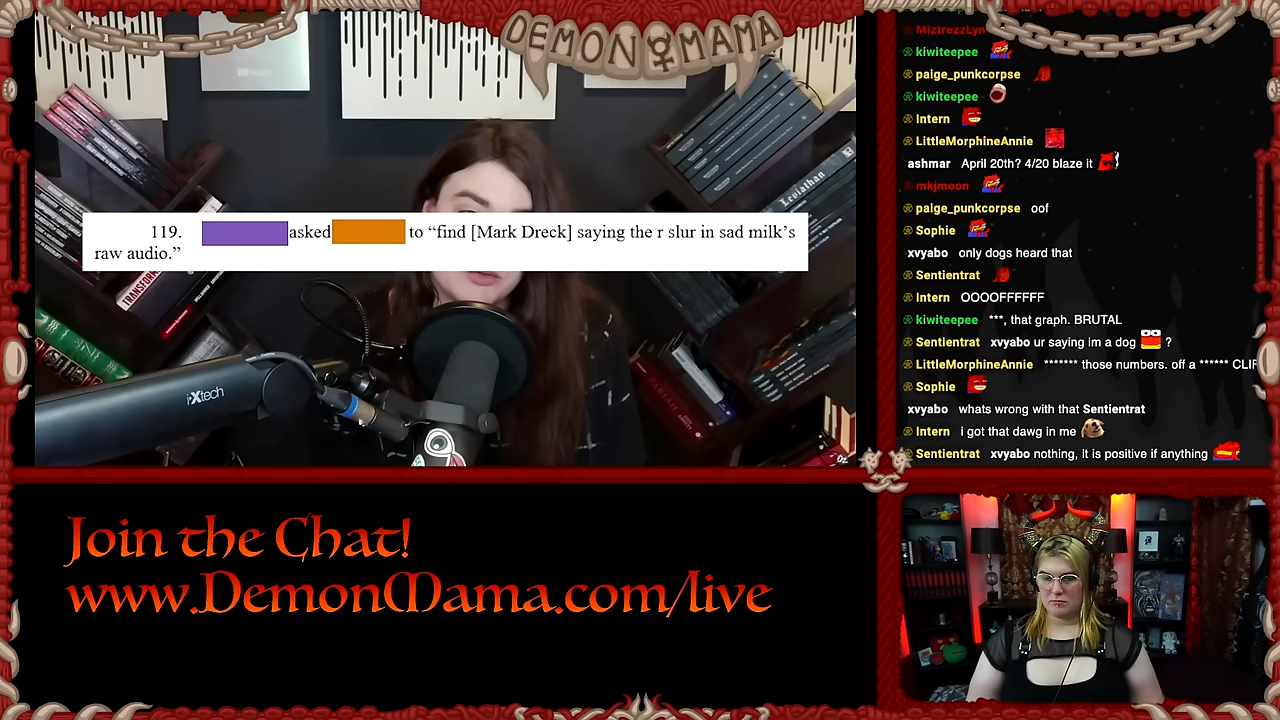 DEMON MAMA
119. asked to “find [Mark Dreck] saying the r slur in sad milk’s
raw audio.”
TRANSFORM
Leviathan
iXtech
MiztrezzLyn
kiwiteepee
paige_punkcorpse
kiwiteepee
Intern
LittleMorphineAnnie
ashmar April 20th? 4/20 blaze it
mkjmoon
paige_punkcorpse oof
Sophie
xvyabo only dogs heard that
Sentientrat
Intern OOOOFFFFFF
kiwiteepee ***, that graph. BRUTAL
Sentientrat xvyabo ur saying im a dog ?
LittleMorphineAnnie ******* those numbers. off a ****** CLIF
Sophie
xvyabo whats wrong with that Sentientrat
Intern i got that dawg in me
Sentientrat xvyabo nothing, it is positive if anything
Join the Chat!
www.DemonMama.com/live